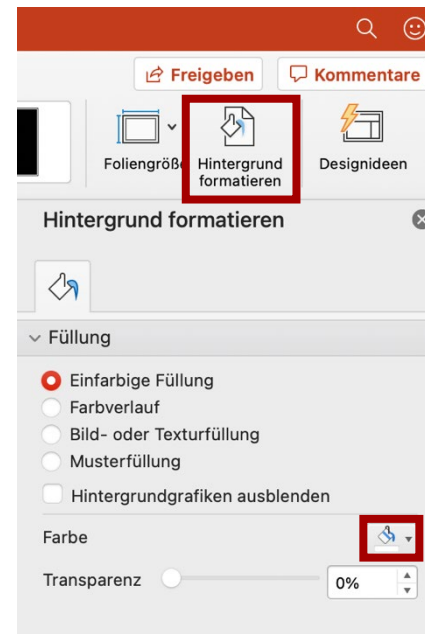 Freigeben
Kommentare
Foliengröße
Hintergrund formatieren
Designideen
Hintergrund formatieren
Füllung
Einfarbige Füllung
Farbverlauf
Bild- oder Texturfüllung
Musterfüllung
Hintergrundgrafiken ausblenden
Farbe
Transparenz
0%